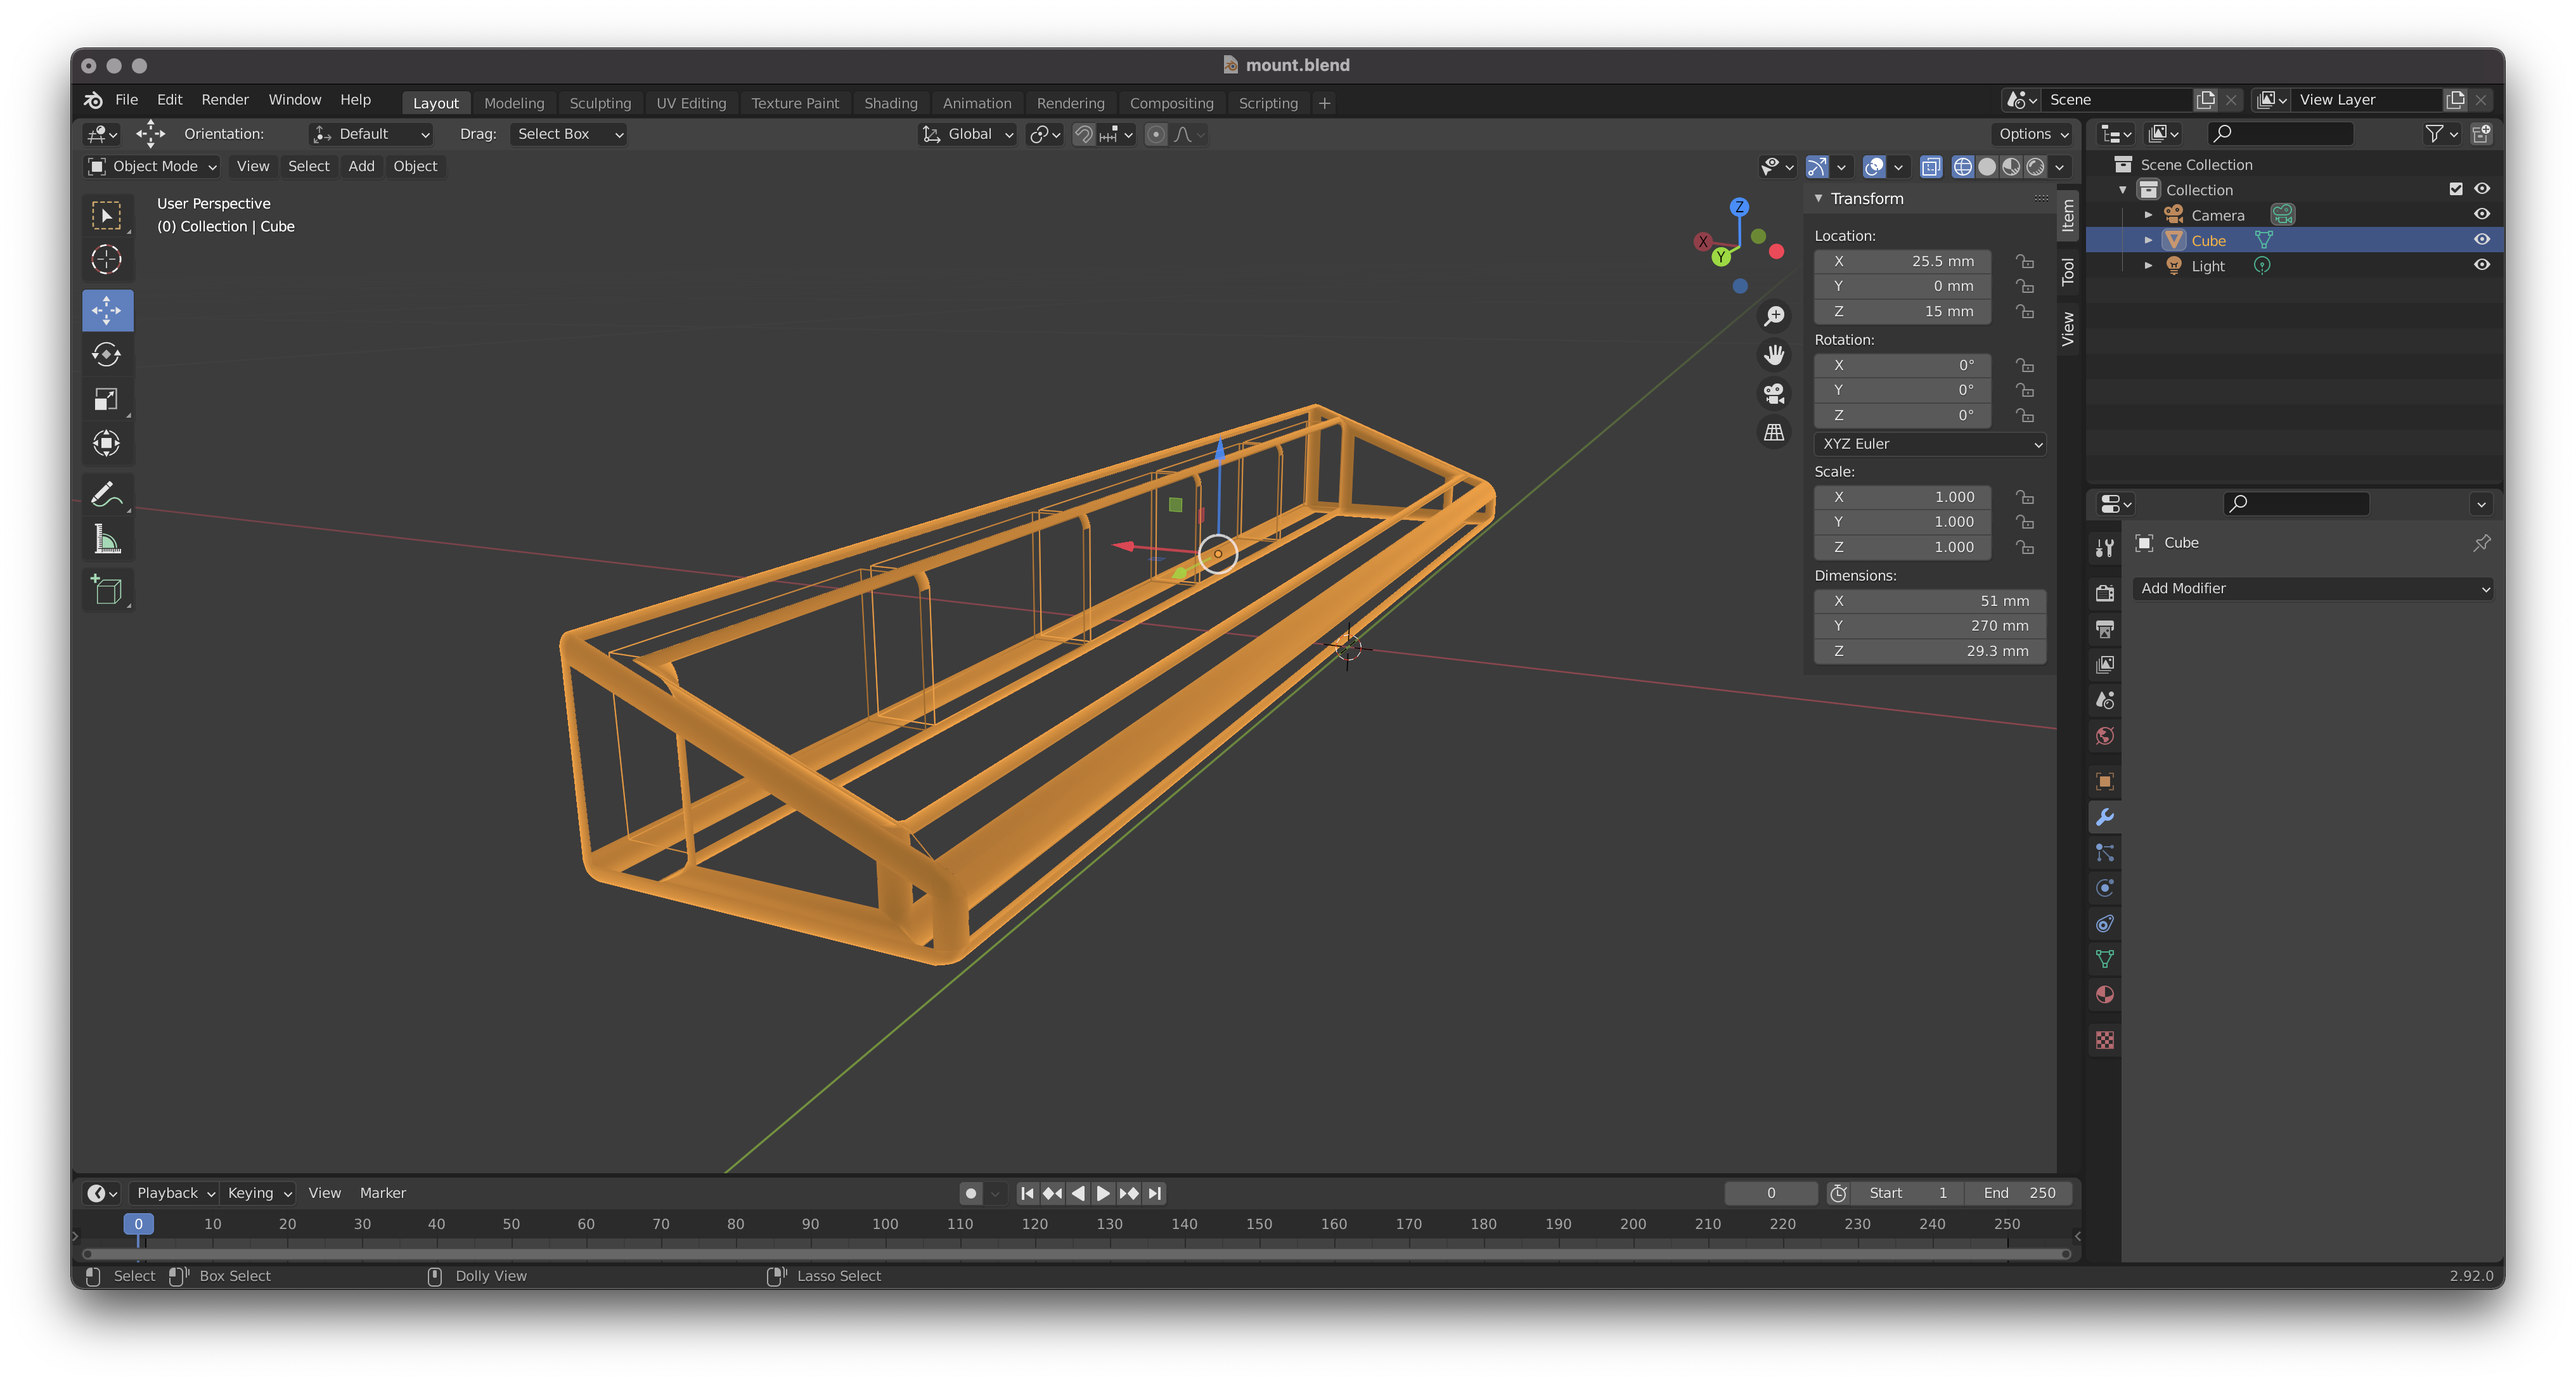 mount.blend
File Edit Render Window Help Layout Modeling Sculpting UV Editing Texture Paint Shading Animation Rendering Compositing Scripting + Scene View Layer
Orientation: Default Drag: Select Box Global Options
Object Mode View Select Add Object
User Perspective
(0) Collection | Cube
Z
X
Y
Transform
Location:
X 25.5 mm
Y 0 mm
Z 15 mm
Rotation:
X 0°
Y 0°
Z 0°
XYZ Euler
Scale:
X 1.000
Y 1.000
Z 1.000
Dimensions:
X 51 mm
Y 270 mm
Z 29.3 mm
Item
Tool
View
Scene Collection
Collection
Camera
Cube
Light
Cube
Add Modifier
Playback Keying View Marker 0 Start 1 End 250
0 10 20 30 40 50 60 70 80 90 100 110 120 130 140 150 160 170 180 190 200 210 220 230 240 250
Select Box Select Dolly View Lasso Select 2.92.0